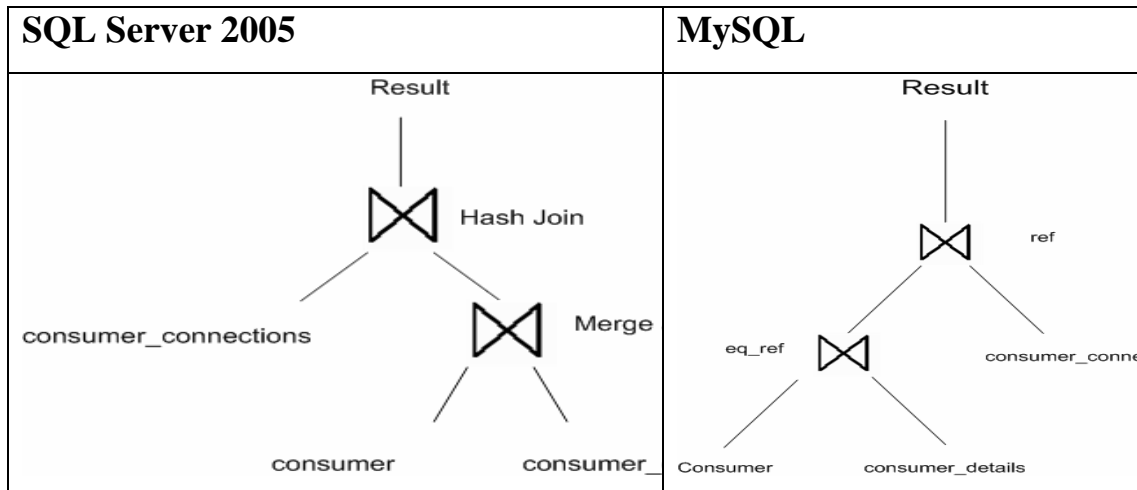 SQL Server 2005
MySQL
Result
Hash Join
consumer_connections
Merge
consumer
consumer_
Result
ref
eq_ref
consumer_conne
Consumer
consumer_details